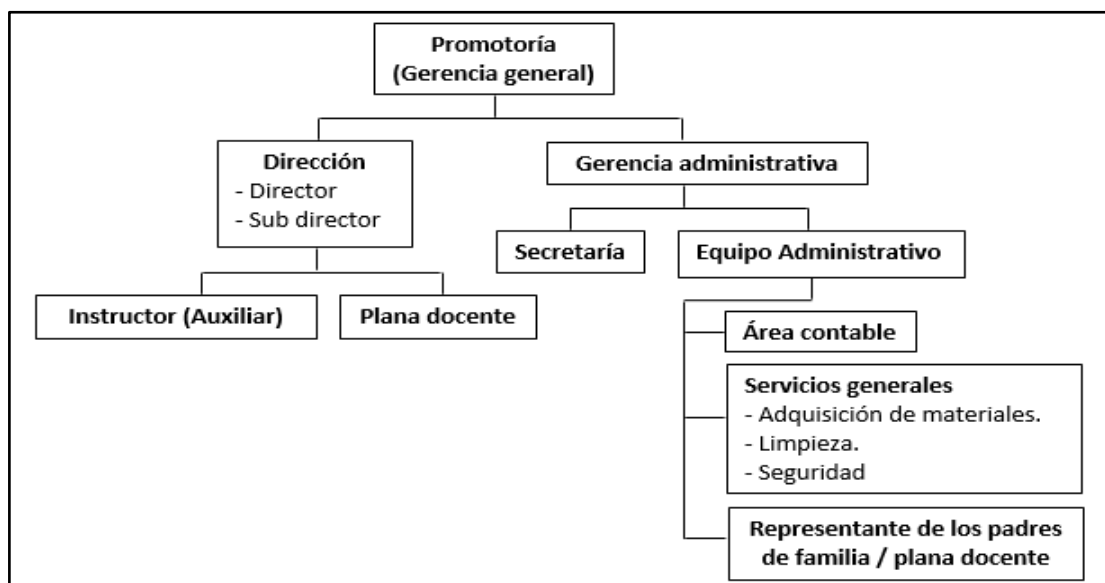 Promotoría
(Gerencia general)
Dirección
- Director
- Sub director
Gerencia administrativa
Secretaría
Equipo Administrativo
Instructor (Auxiliar)
Plana docente
Área contable
Servicios generales
- Adquisición de materiales.
- Limpieza.
- Seguridad
Representante de los padres
de familia / plana docente